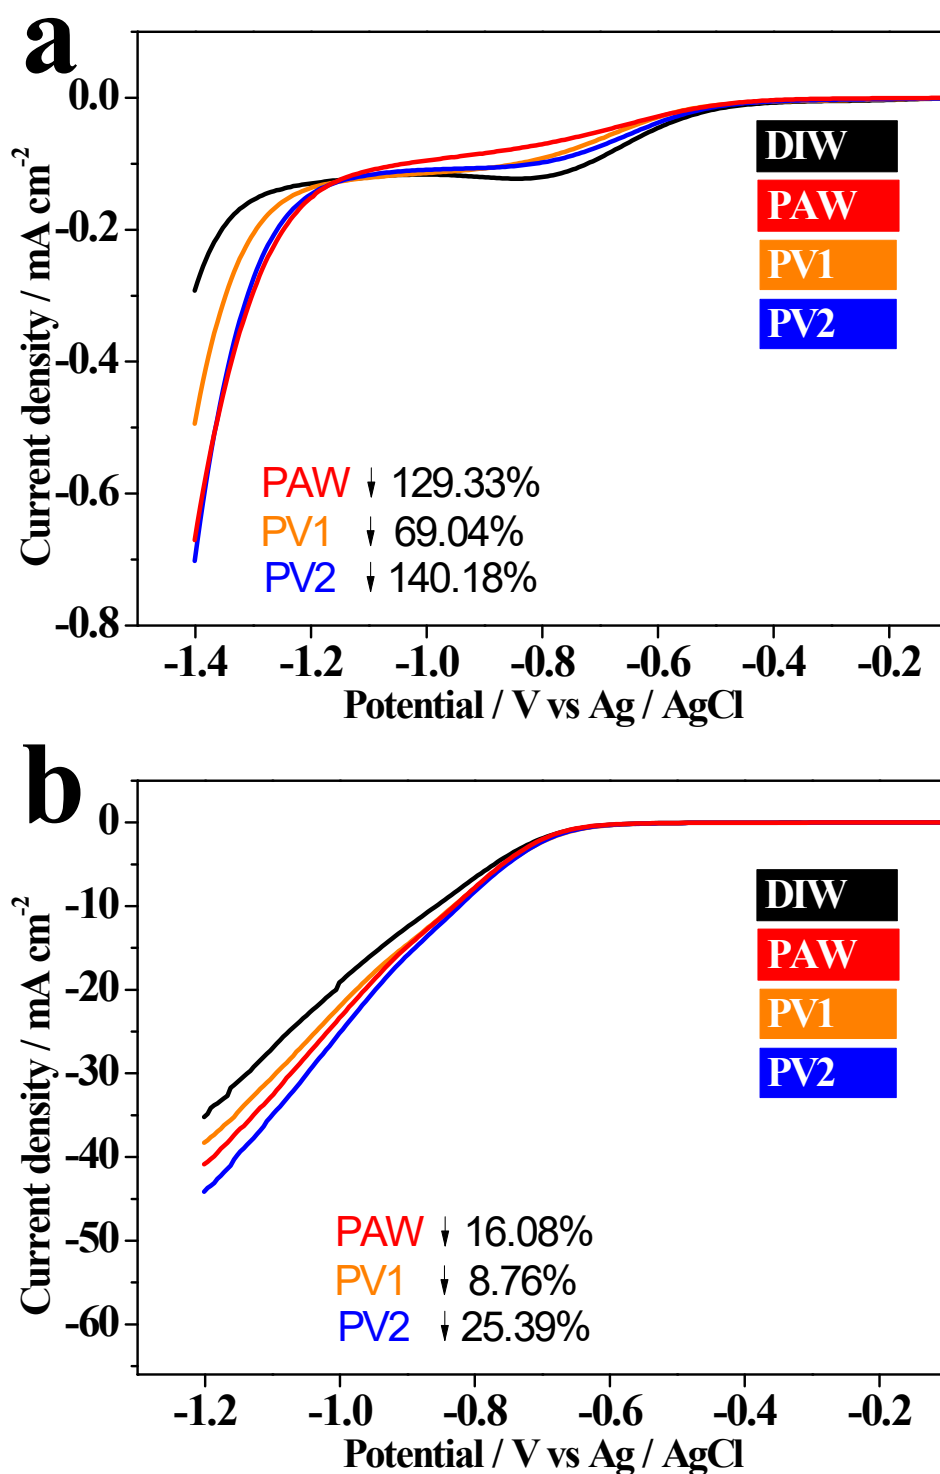 a
0.0
-0.2
-0.4
-0.6
-0.8
Current density / mA cm-2
DIW
PAW
PV1
PV2
PAW ↓ 129.33%
PV1 ↓ 69.04%
PV2 ↓ 140.18%
-1.4 -1.2 -1.0 -0.8 -0.6 -0.4 -0.2
Potential / V vs Ag / AgCl
b
0
-10
-20
-30
-40
-50
-60
Current density / mA cm-2
DIW
PAW
PV1
PV2
PAW ↓ 16.08%
PV1 ↓ 8.76%
PV2 ↓ 25.39%
-1.2 -1.0 -0.8 -0.6 -0.4 -0.2
Potential / V vs Ag / AgCl